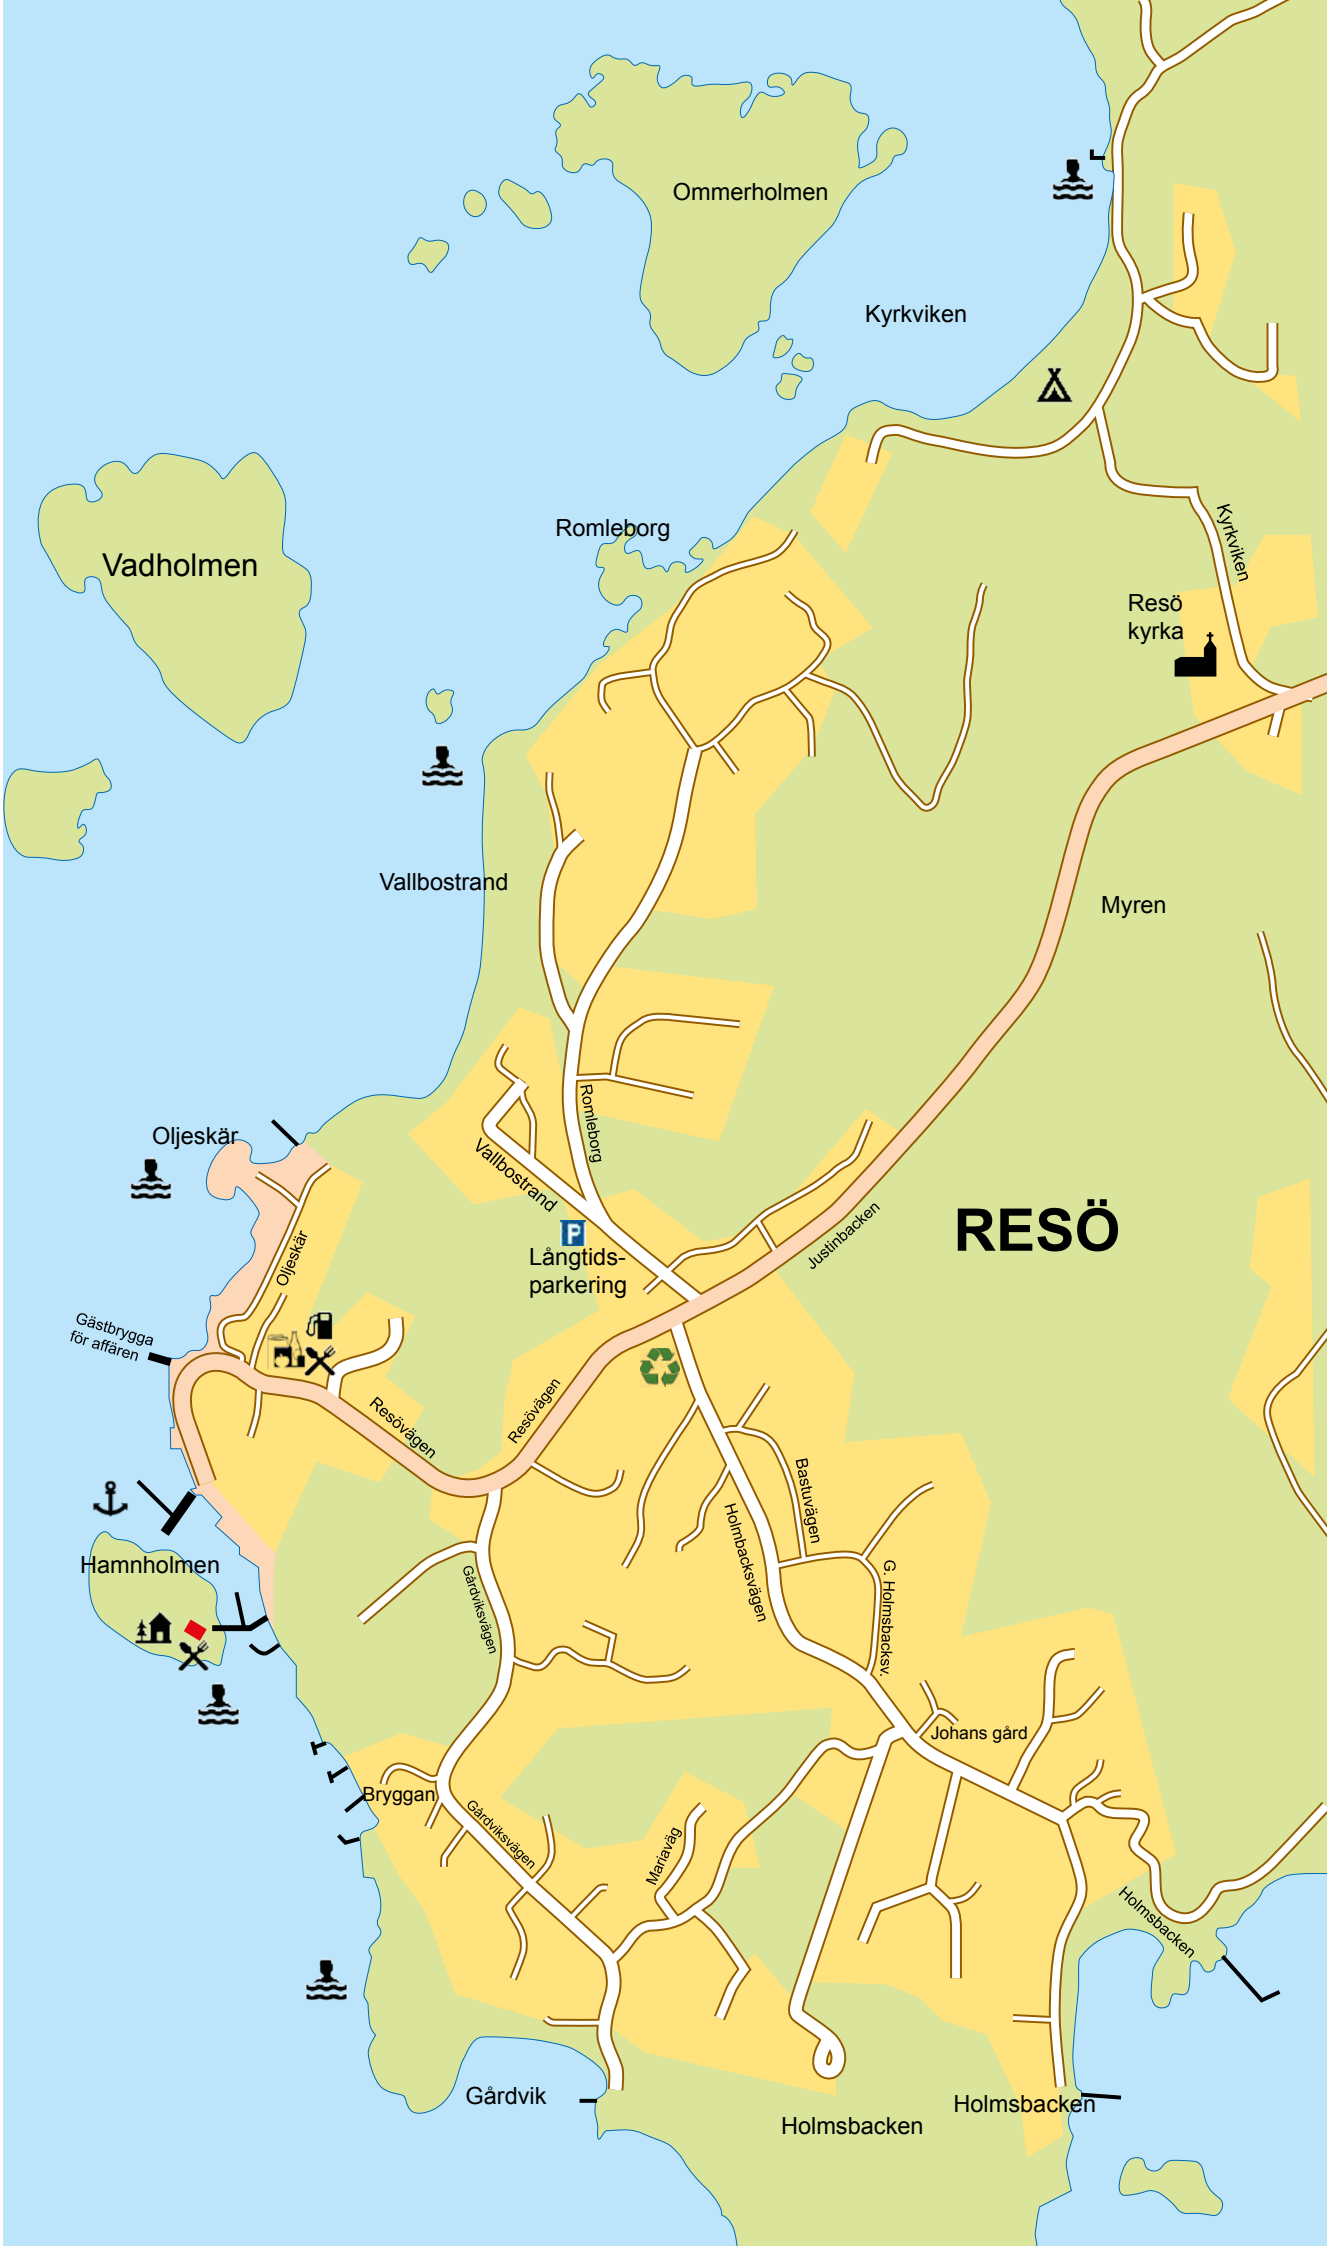 Ommerholmen
Kyrkviken
Romleborg
Vadholmen
Kyrkviken
Resö
kyrka
Vallbostrand
Myren
Romleborg
Oljeskär
Vallbostrand
P
Långtids-
parkering
Justinbacken
RESÖ
Oljeskär
Gästbrygga
för affären
Resövägen
Resövägen
Bastuvägen
Holmbacksvägen
Hamnholmen
Gårdviksvägen
G. Holmsbacksv.
Johans gård
Bryggan
Gårdviksvägen
Mariaväg
Holmsbacken
Gårdvik
Holmsbacken
Holmsbacken